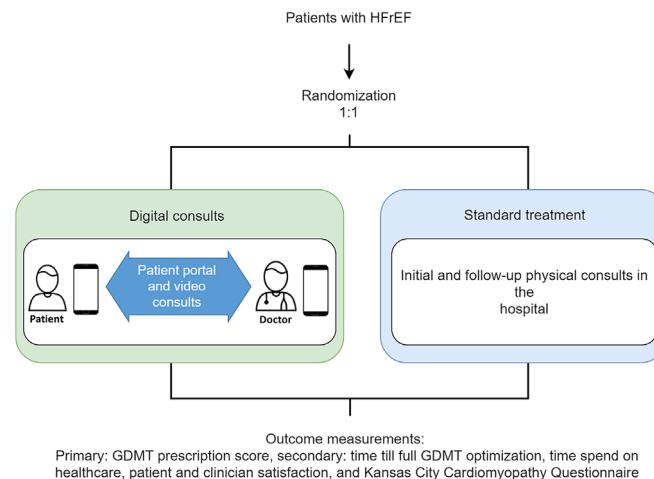 Patients with HFrEF
Randomization
1:1
Digital consults
Patient portal
and video
consults
Patient
Doctor
Standard treatment
Initial and follow-up physical consults in
the
hospital
Outcome measurements:
Primary: GDMT prescription score, secondary: time till full GDMT optimization, time spend on
healthcare, patient and clinician satisfaction, and Kansas City Cardiomyopathy Questionnaire